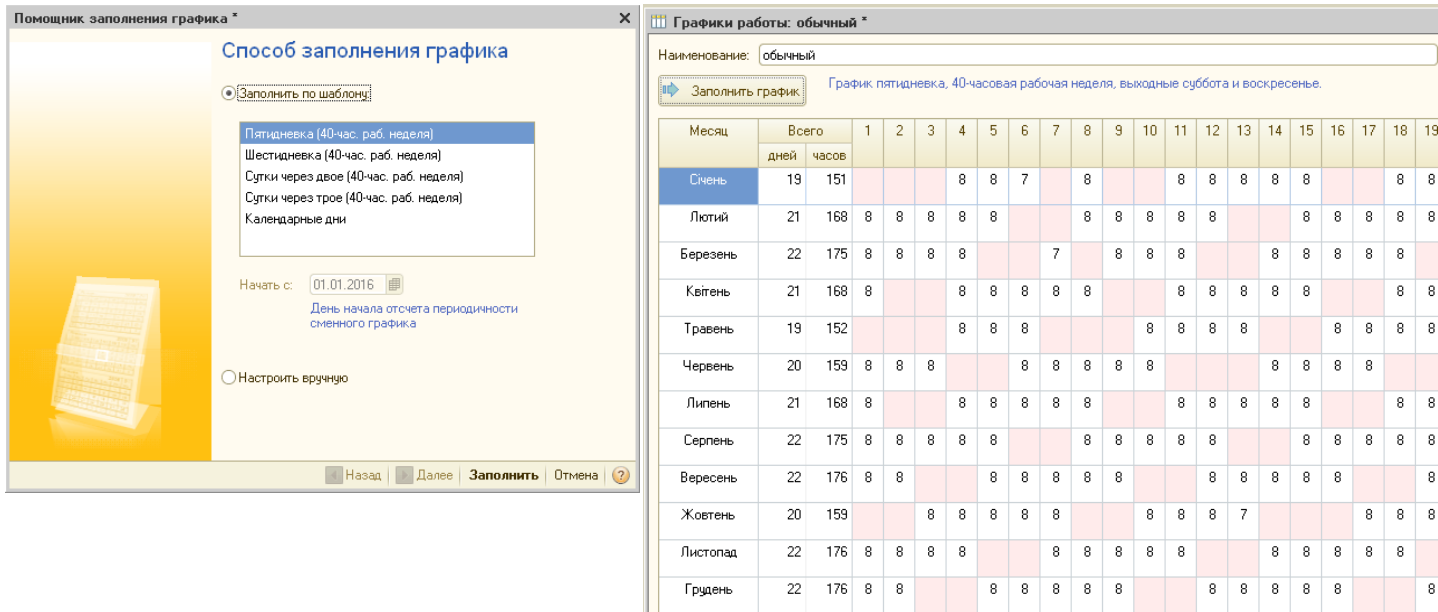 Помощник заполнения графика *
Способ заполнения графика
Заполнить по шаблону:
Пятидневка (40-час. раб. неделя)
Шестидневка (40-час. раб. неделя)
Сутки через двое (40-час. раб. неделя)
Сутки через трое (40-час. раб. неделя)
Календарные дни
Начать с: 01.01.2016
День начала отсчета периодичности
сменного графика
Настроить вручную
Назад Далее Заполнить Отмена ?
Графики работы: обычный *
Наименование: обычный
Заполнить график График пятидневка, 40-часовая рабочая неделя, выходные суббота и воскресенье.
Месяц Всего 1 2 3 4 5 6 7 8 9 10 11 12 13 14 15 16 17 18 19
дней часов
Січень 19 151 8 8 7 8 8 8 8 8 8 8 8
Лютий 21 168 8 8 8 8 8 8 8 8 8 8 8 8 8 8 8
Березень 22 175 8 8 8 8 7 8 8 8 8 8 8 8 8
Квітень 21 168 8 8 8 8 8 8 8 8 8 8 8 8 8
Травень 19 152 8 8 8 8 8 8 8 8 8 8 8
Червень 20 159 8 8 8 8 8 8 8 8 8 8 8 8
Липень 21 168 8 8 8 8 8 8 8 8 8 8 8 8 8
Серпень 22 175 8 8 8 8 8 8 8 8 8 8 8 8 8 8 8
Вересень 22 176 8 8 8 8 8 8 8 8 8 8 8 8 8
Жовтень 20 159 8 8 8 8 8 8 8 8 7 8 8 8
Листопад 22 176 8 8 8 8 8 8 8 8 8 8 8 8 8 8
Грудень 22 176 8 8 8 8 8 8 8 8 8 8 8 8 8